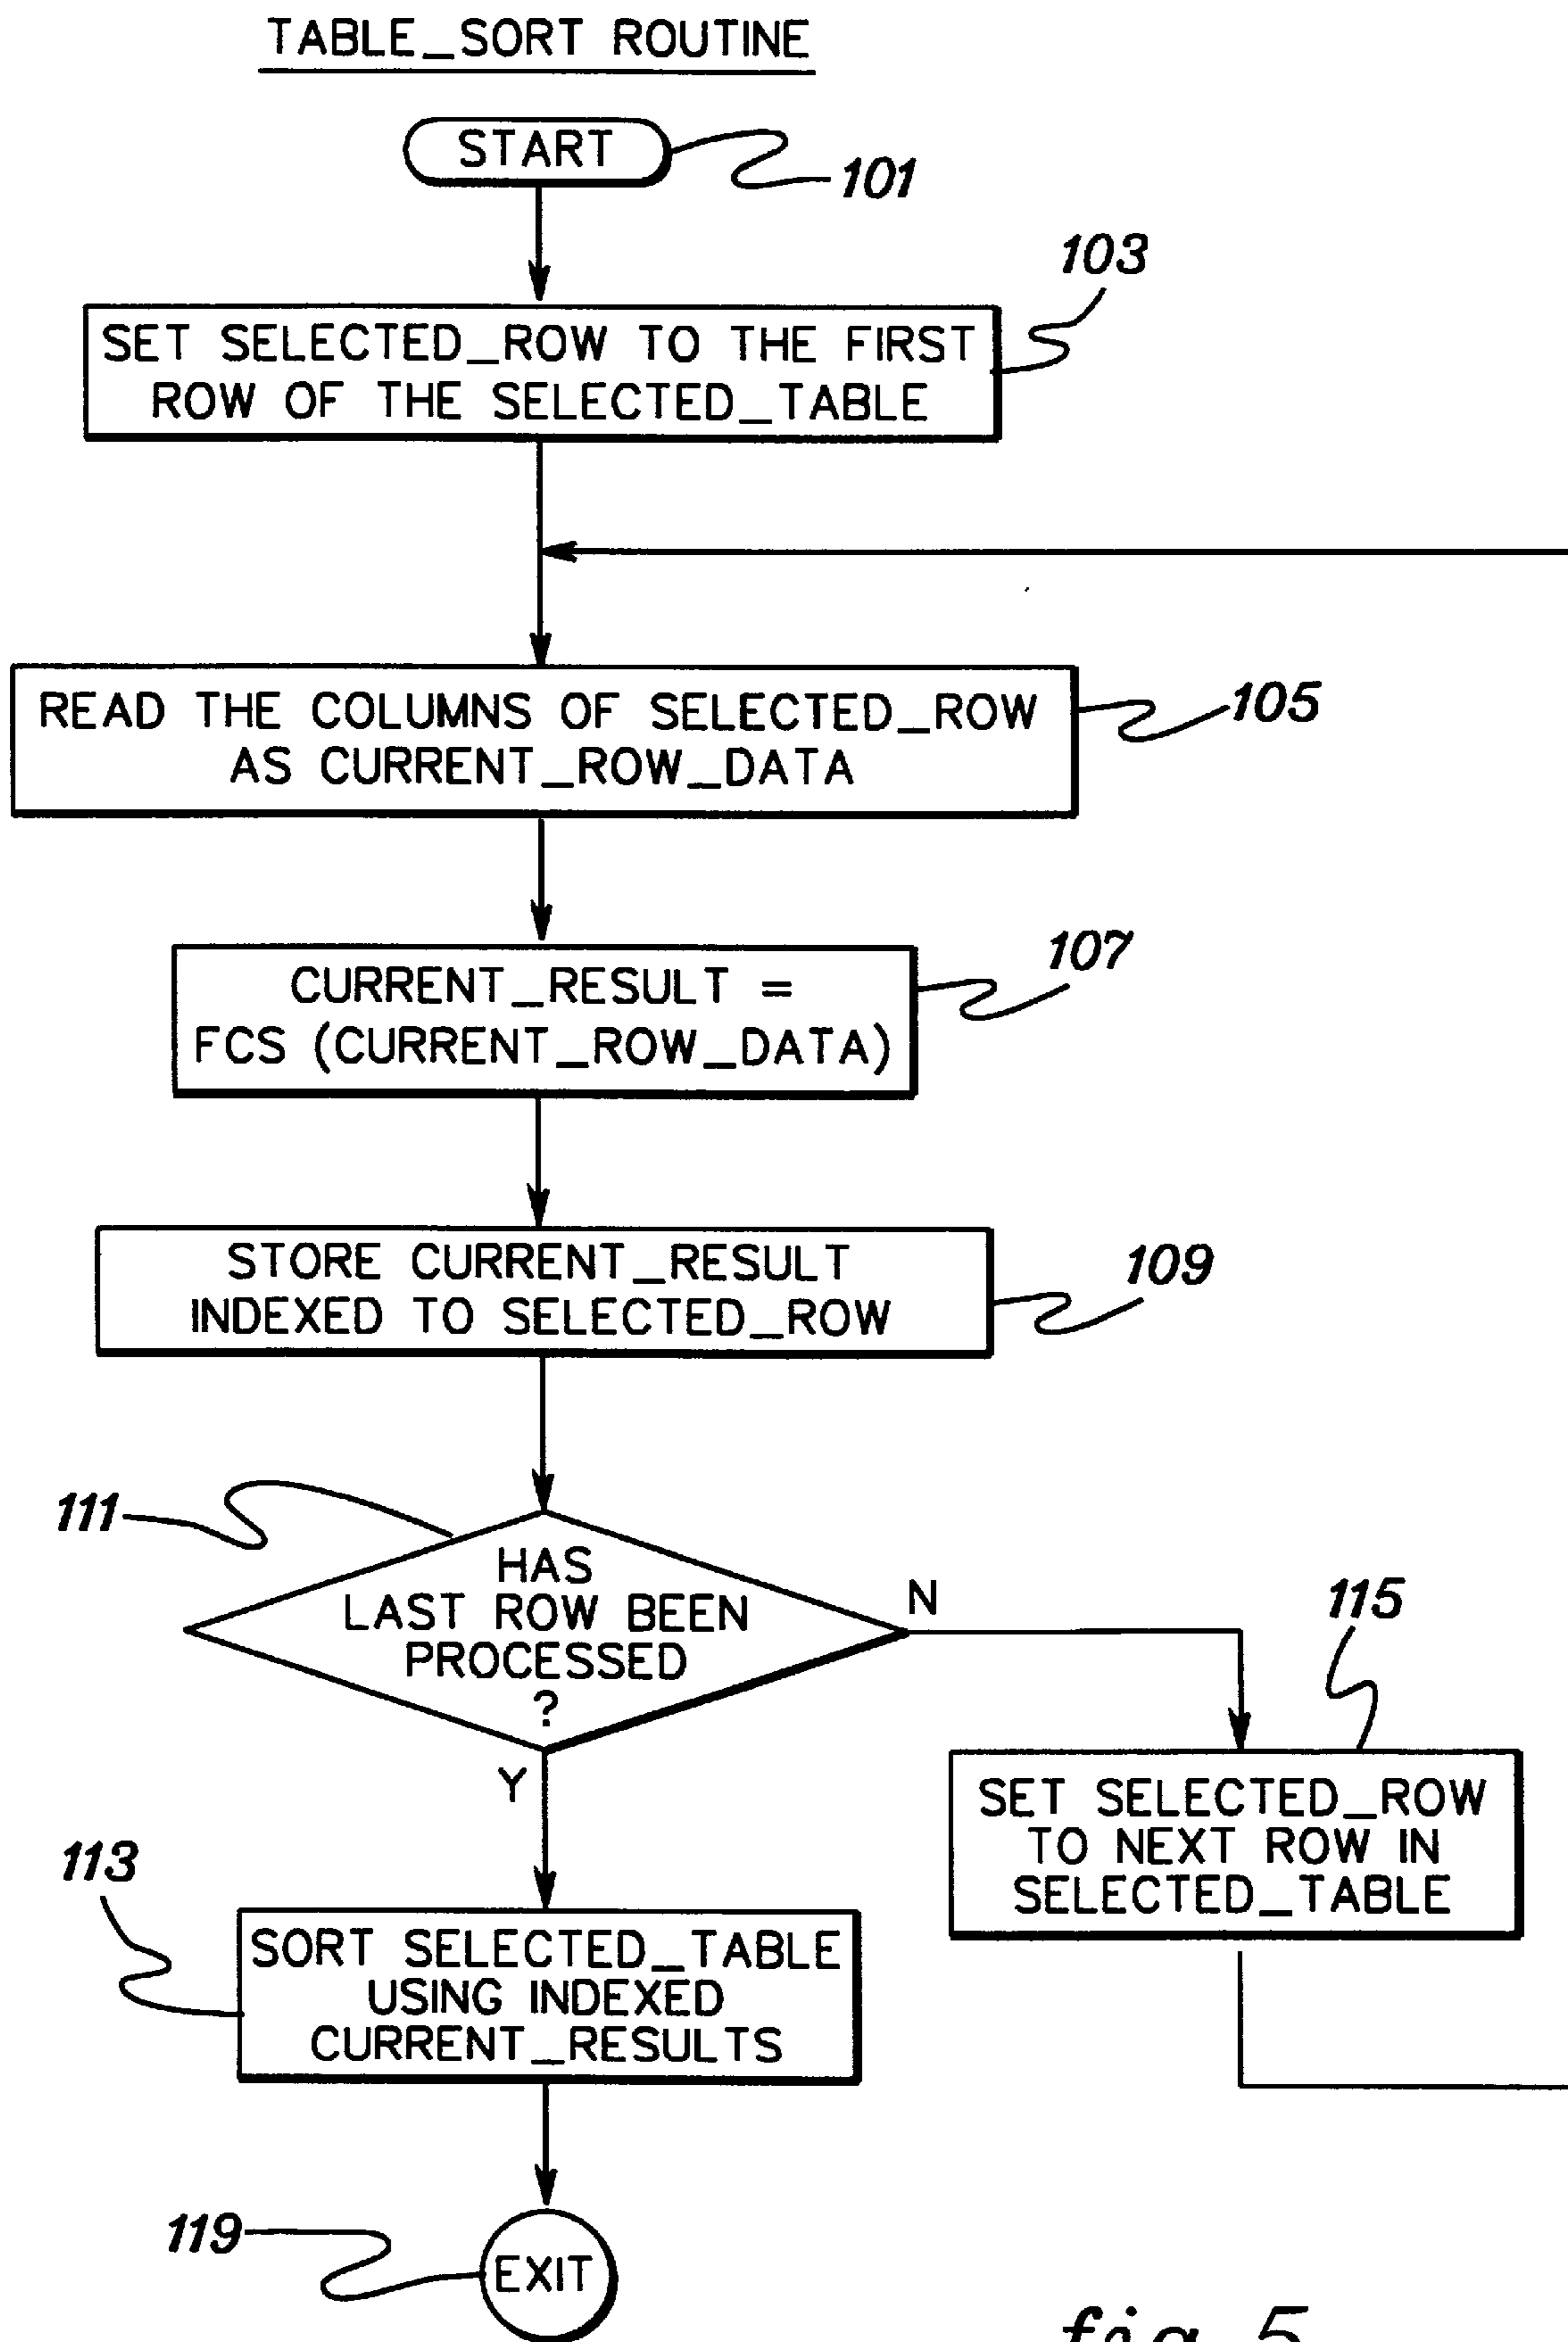 TABLE_SORT ROUTINE
START
101
103
SET SELECTED_ROW TO THE FIRST
ROW OF THE SELECTED_TABLE
READ THE COLUMNS OF SELECTED_ROW
AS CURRENT_ROW_DATA
105
107
CURRENT_RESULT =
FCS (CURRENT_ROW_DATA)
109
STORE CURRENT_RESULT
INDEXED TO SELECTED_ROW
111
HAS
LAST ROW BEEN
PROCESSED
?
N
Y
115
SET SELECTED_ROW
TO NEXT ROW IN
SELECTED_TABLE
113
SORT SELECTED_TABLE
USING INDEXED
CURRENT_RESULTS
119
EXIT
fig. 5